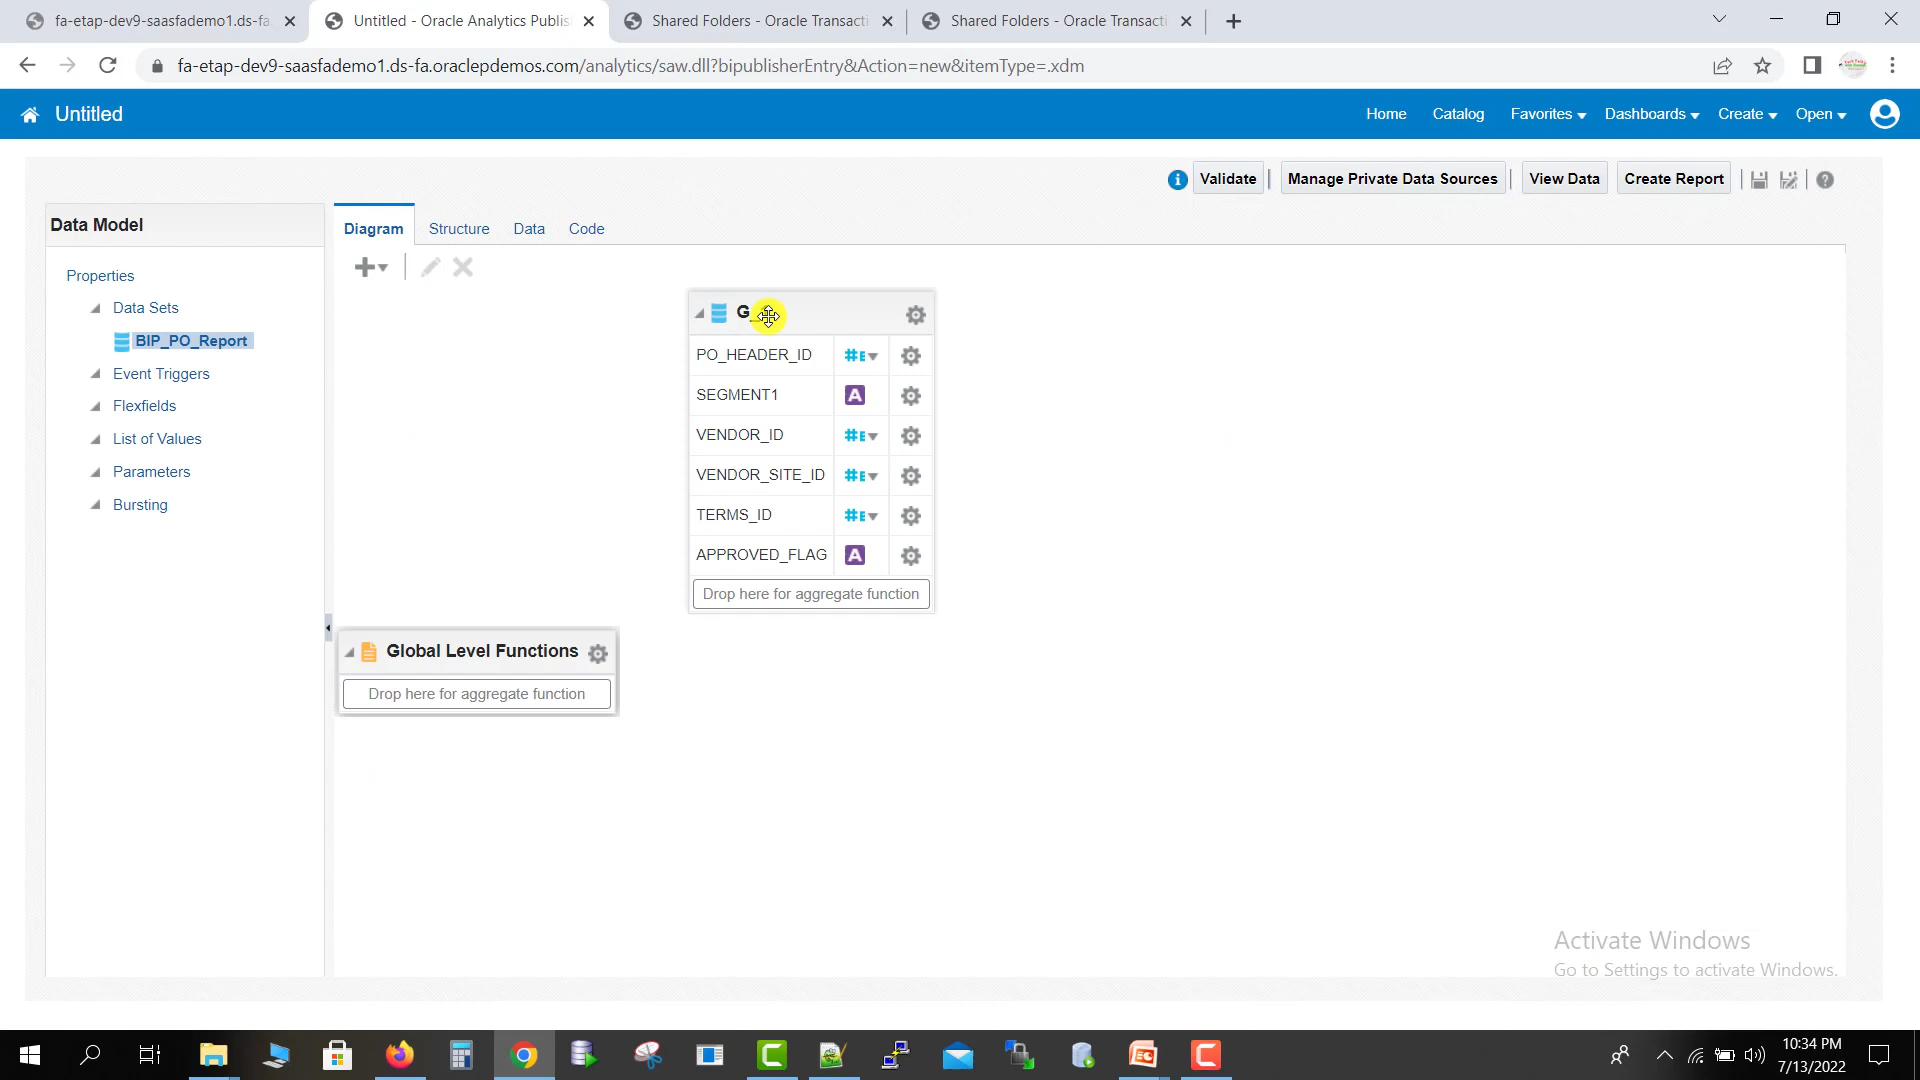 fa-etap-dev9-saasfademo1.ds-fa.
Untitled - Oracle Analytics Publis
Shared Folders - Oracle Transacti
Shared Folders - Oracle Transacti
fa-etap-dev9-saasfademo1.ds-fa.oraclepdemos.com/analytics/saw.dll?bipublisherEntry&Action=new&itemType=.xdm
Untitled
Home
Catalog
Favorites
Dashboards
Create
Open
Validate
Manage Private Data Sources
View Data
Create Report
Data Model
Diagram
Structure
Data
Code
Properties
Data Sets
BIP_PO_Report
Event Triggers
Flexfields
List of Values
Parameters
Bursting
PO_HEADER_ID
SEGMENT1
A
VENDOR_ID
VENDOR_SITE_ID
TERMS_ID
APPROVED_FLAG
A
Drop here for aggregate function
Global Level Functions
Drop here for aggregate function
Activate Windows
Go to Settings to activate Windows.
10:34 PM
7/13/2022